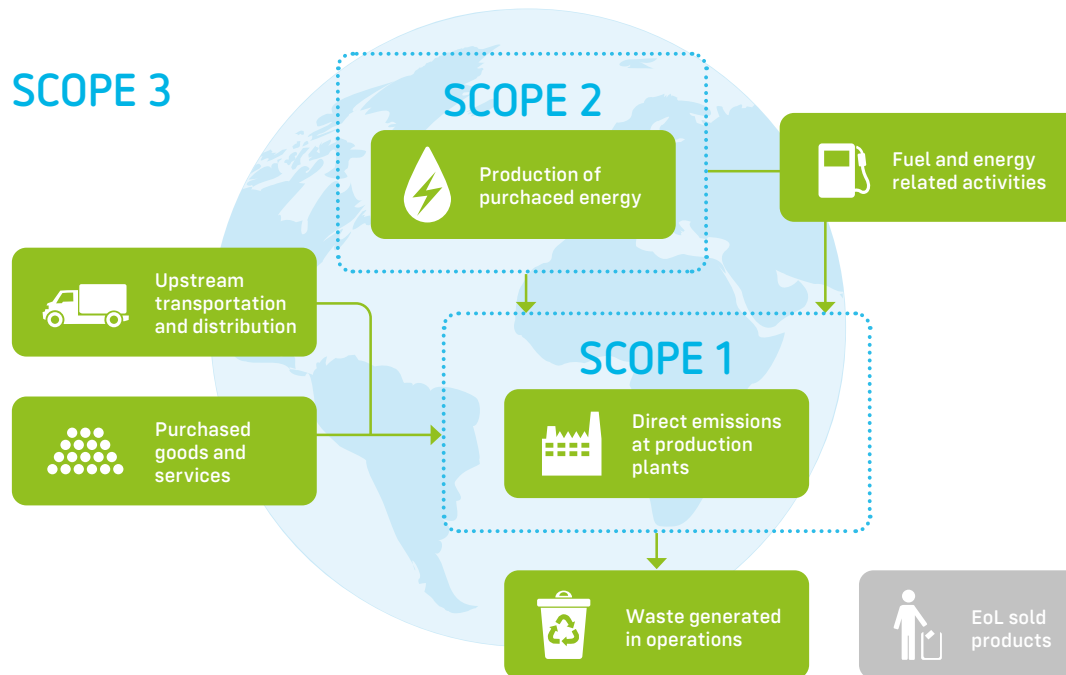 SCOPE 3
SCOPE 2
Production of
purchaced energy
Fuel and energy
related activities
Upstream
transportation
and distribution
SCOPE 1
Purchased
goods and
services
Direct emissions
at production
plants
Waste generated
in operations
EoL sold
products